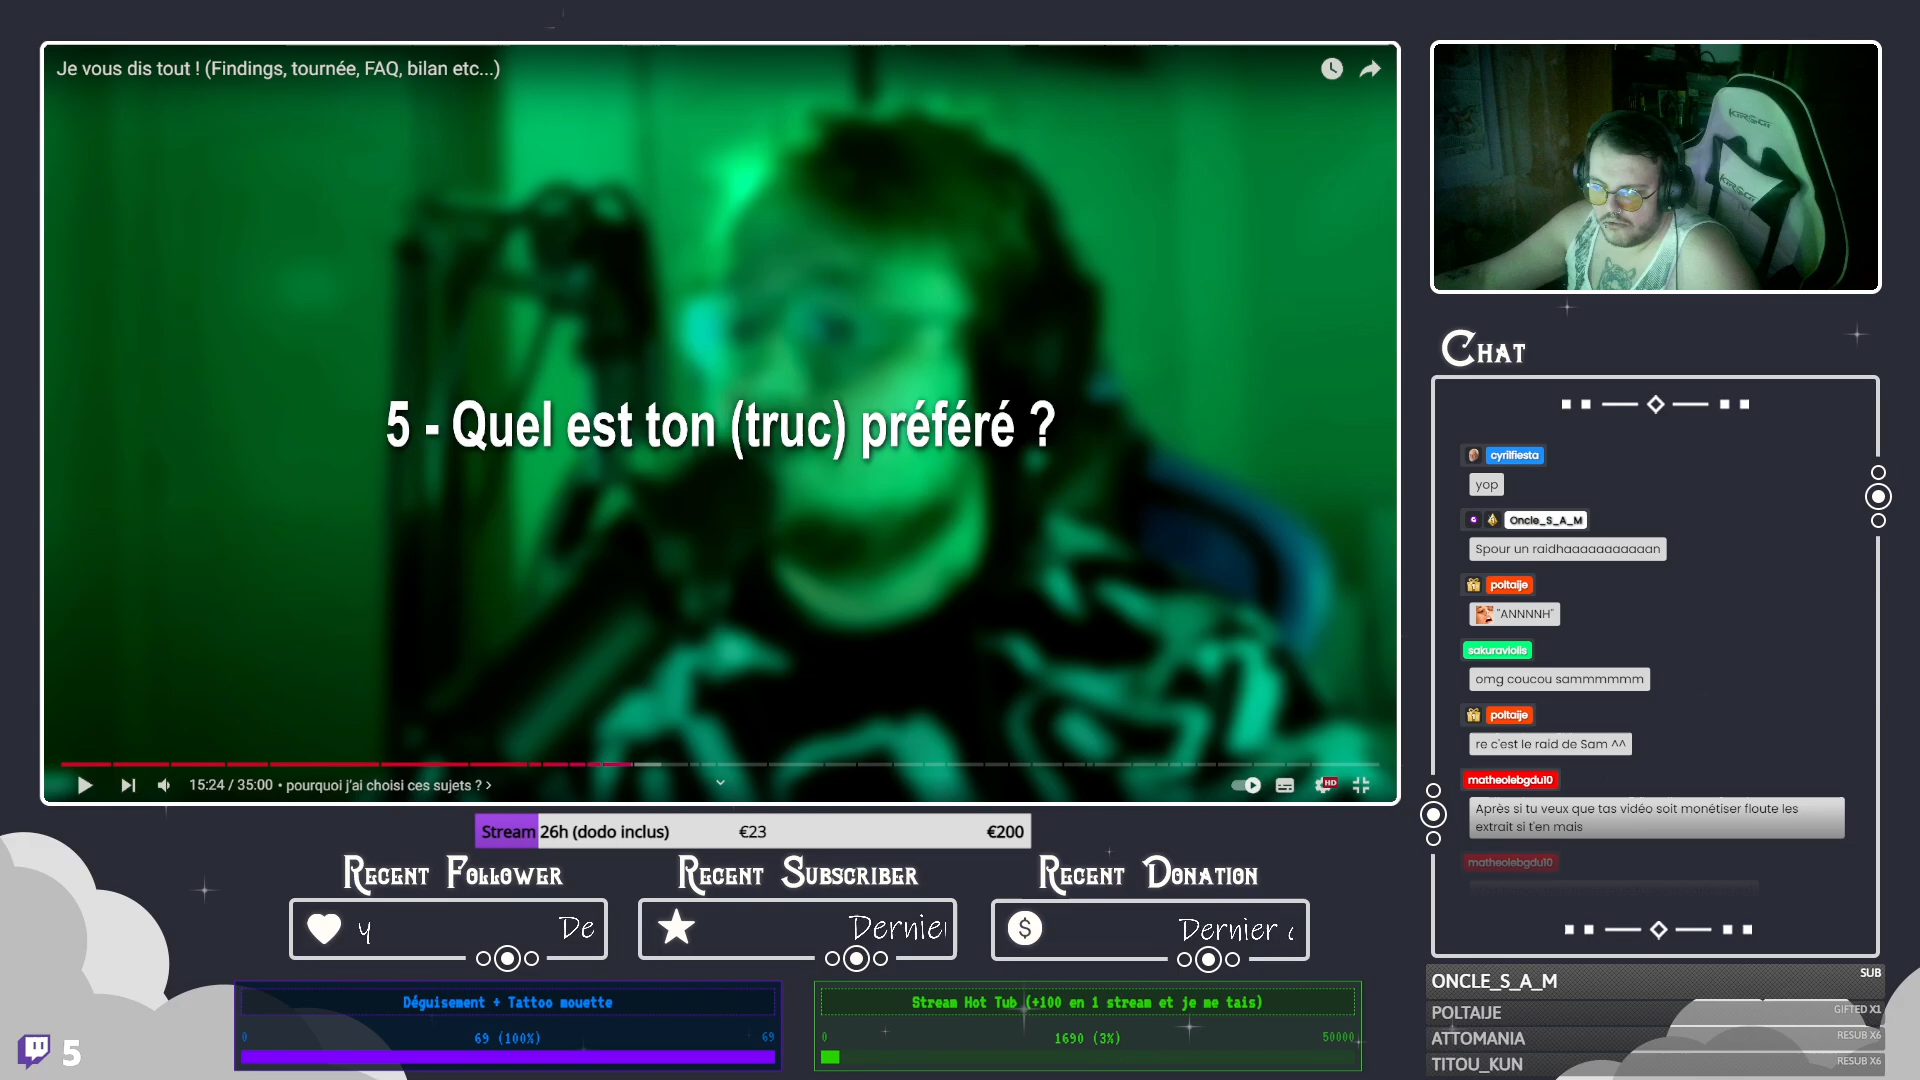 Je vous dis tout ! (Findings, tournée, FAQ, bilan etc...)
5 - Quel est ton (truc) préféré ?
15:24 / 35:00 • pourquoi j'ai choisi ces sujets ? >
HD
KIRSGI
KIRSGI
Chat
cyrilfiesta
yop
Oncle_S_A_M
Spour un raidhaaaaaaaaaaan
poltaije
"ANNNNH"
sakuraviolis
omg coucou sammmmmm
poltaije
re c'est le raid de Sam ^^
matheolebgdu10
Après si tu veux que tas vidéo soit monétiser floute les
extrait si t'en mais
matheolebgdu10
Stream 26h (dodo inclus) €23 €200
Recent Follower
y De
Recent Subscriber
Dernie
Recent Donation
Dernier
Déguisement + Tattoo mouette
0 69 (100%) 69
Stream Hot Tub (+100 en 1 stream et je me tais)
0 1690 (3%) 50000
5
ONCLE_S_A_M SUB
POLTAIJE GIFTED X1
ATTOMANIA RESUB X6
TITOU_KUN RESUB X6